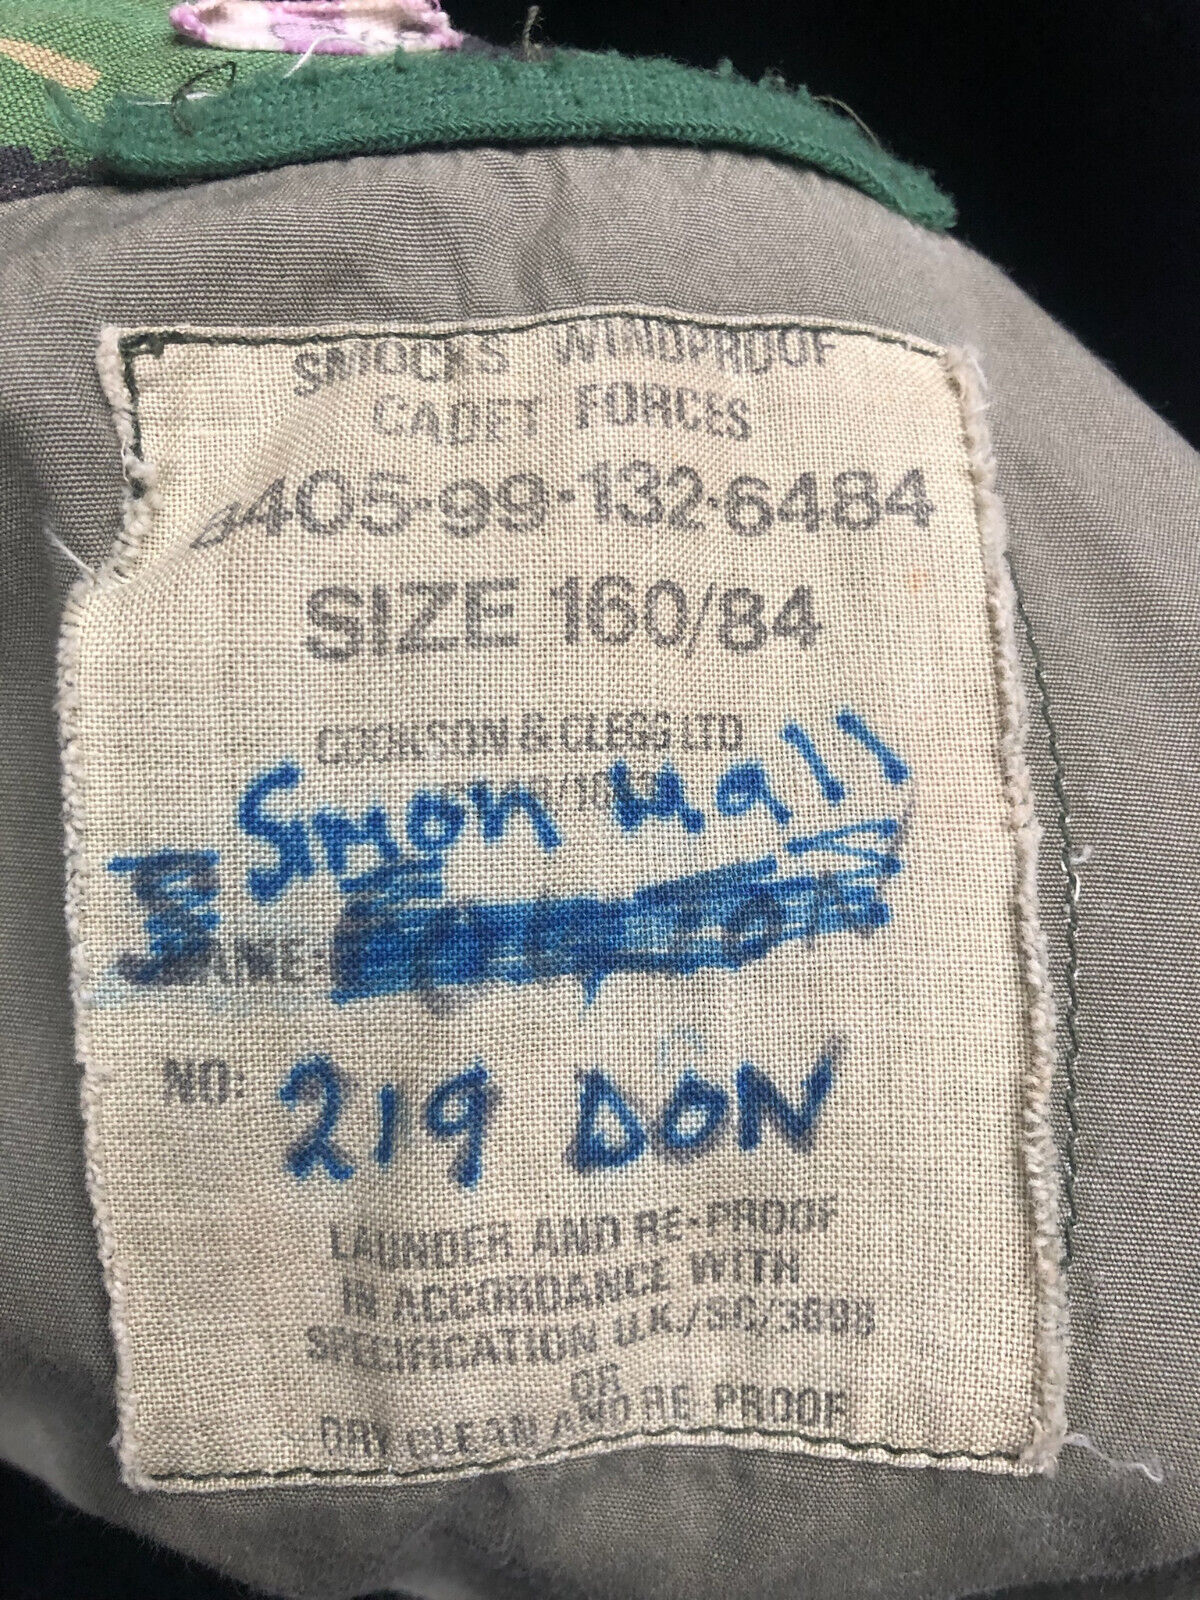 SMOCKS WINDPROOF
CADET FORCES
8405-99-132-6484
SIZE 160/84
COOKSON & CLEGG LTD
Simon Hall
NAME:
NO: 219 DON
LAUNDER AND RE-PROOF
IN ACCORDANCE WITH
SPECIFICATION U.K./SC/3898
OR
DRY CLEAN AND RE PROOF